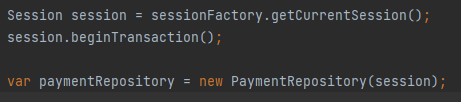 Session session = sessionFactory.getCurrentSession();
session.beginTransaction();
var paymentRepository = new PaymentRepository(session);